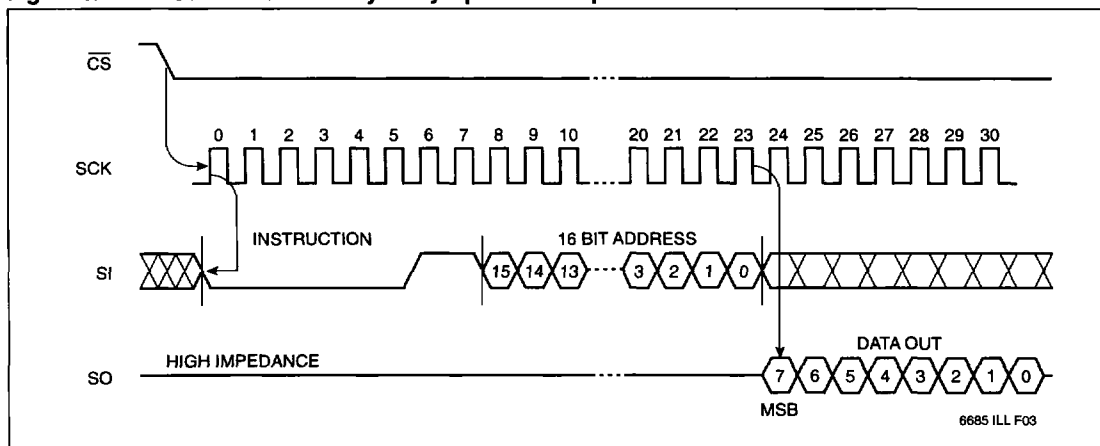 CS
0 1 2 3 4 5 6 7 8 9 10 20 21 22 23 24 25 26 27 28 29 30
SCK
INSTRUCTION 16 BIT ADDRESS
SI 15 14 13 3 2 1 0
DATA OUT
HIGH IMPEDANCE
SO 7 6 5 4 3 2 1 0
MSB
6685 ILL F03